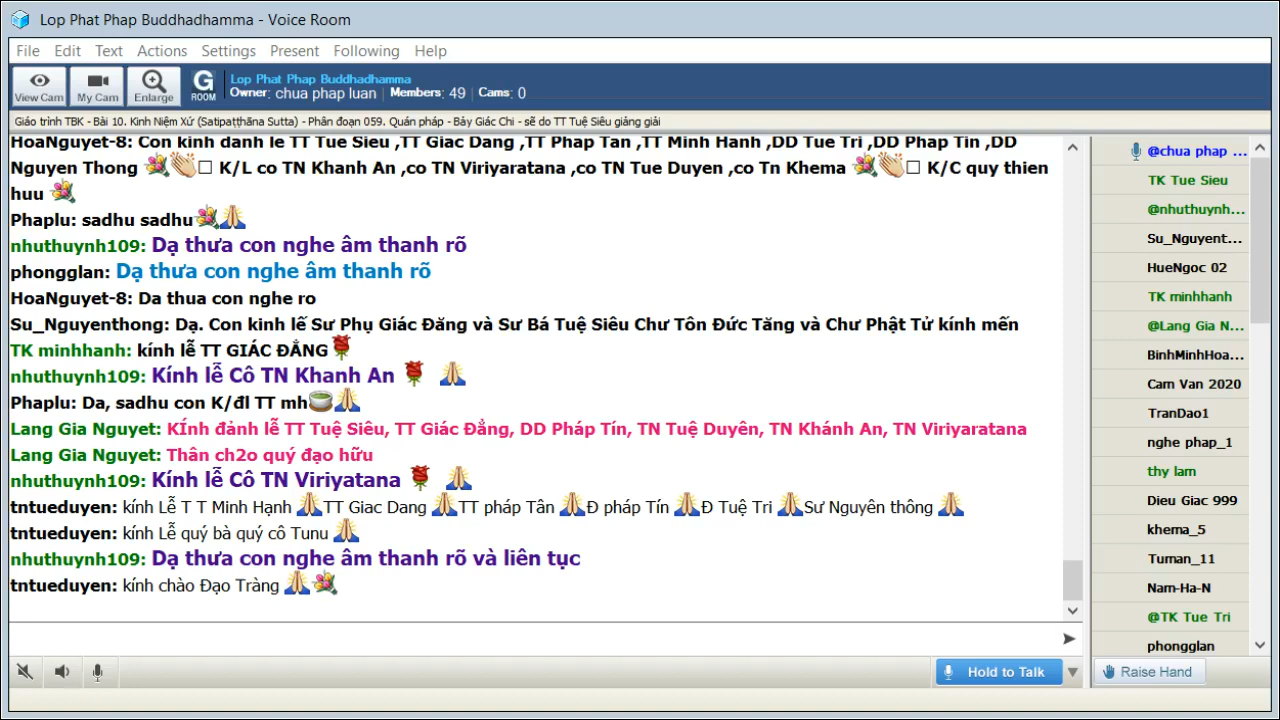 Lop Phat Phap Buddhadhamma - Voice Room
File Edit Text Actions Settings Present Following Help
View Cam My Cam Enlarge G ROOM
Lop Phat Phap Buddhadhamma
Owner: chua phap luan Members: 49 Cams: 0
Giáo trình TBK - Bài 10. Kinh Niệm Xứ (Satipaṭṭhāna Sutta) - Phân đoạn 059. Quán pháp - Bảy Giác Chi - sẽ do TT Tuệ Siêu giảng giải
HoaNguyet-8: Con kinh danh le TT Tue Sieu ,TT Giac Dang ,TT Phap Tan ,TT Minh Hanh ,DD Tue Tri ,DD Phap Tin ,DD
Nguyen Thong 💐👏□ K/L co TN Khanh An ,co TN Viriyaratana ,co TN Tue Duyen ,co Tn Khema 💐👏□ K/C quy thien
huu 💐
Phaplu: sadhu sadhu💐🙏
nhuthuynh109: Dạ thưa con nghe âm thanh rõ
phongglan: Dạ thưa con nghe âm thanh rõ
HoaNguyet-8: Da thua con nghe ro
Su_Nguyenthong: Dạ. Con kinh lễ Sư Phụ Giác Đăng và Sư Bá Tuệ Siêu Chư Tôn Đức Tăng và Chư Phật Tử kính mến
TK minhhanh: kính lễ TT GIÁC ĐẲNG🌹
nhuthuynh109: Kính lễ Cô TN Khanh An 🌹 🙏
Phaplu: Da, sadhu con K/đl TT mh🍵🙏
Lang Gia Nguyet: KÍnh đảnh lễ TT Tuệ Siêu, TT Giác Đẳng, DD Pháp Tín, TN Tuệ Duyên, TN Khánh An, TN Viriyaratana
Lang Gia Nguyet: Thân ch2o quý đạo hữu
nhuthuynh109: Kính lễ Cô TN Viriyatana 🌹 🙏
tntueduyen: kính Lễ T T Minh Hạnh 🙏TT Giac Dang 🙏TT pháp Tân 🙏Đ pháp Tín 🙏Đ Tuệ Tri 🙏Sư Nguyên thông 🙏
tntueduyen: kính Lễ quý bà quý cô Tunu 🙏
nhuthuynh109: Dạ thưa con nghe âm thanh rõ và liên tục
tntueduyen: kính chào Đạo Tràng 🙏💐
@chua phap ...
TK Tue Sieu
@nhuthuynh...
Su_Nguyent...
HueNgoc 02
TK minhhanh
@Lang Gia N...
BinhMinhHoa...
Cam Van 2020
TranDao1
nghe phap_1
thy lam
Dieu Giac 999
khema_5
Tuman_11
Nam-Ha-N
@TK Tue Tri
phongglan
Hold to Talk
Raise Hand